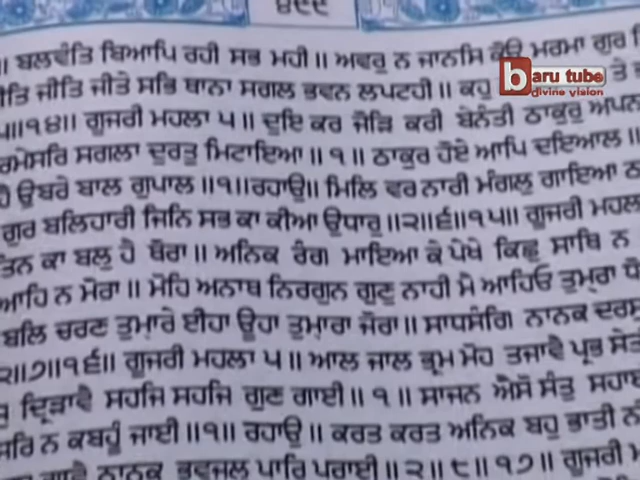 ੪੯੯
॥ ਬਲਵੰਤਿ ਬਿਆਪਿ ਰਹੀ ਸਭ ਮਹੀ ॥ ਅਵਰੁ ਨ ਜਾਨਸਿ ਕੋਊ ਮਰਮਾ ਗੁਰ
ਜੀਤਿ ਜੀਤੇ ਸਭਿ ਥਾਨਾ ਸਗਲ ਭਵਨ ਲਪਟਹੀ ॥ ਕਹੁ
baru tube
divine vision
੫॥੧੪॥ ਗੂਜਰੀ ਮਹਲਾ ੫ ॥ ਦੁਇ ਕਰ ਜੋੜਿ ਕਰੀ ਬੇਨੰਤੀ ਠਾਕੁਰੁ ਅਪਨਾ
ਰਮੇਸਰਿ ਸਗਲਾ ਦੁਰਤੁ ਮਿਟਾਇਆ ॥ ੧ ॥ ਠਾਕੁਰ ਹੋਏ ਆਪਿ ਦਇਆਲ ॥
ਹੈ ਉਬਰੇ ਬਾਲ ਗੁਪਾਲ ॥੧॥ ਰਹਾਉ ॥ ਮਿਲਿ ਵਰ ਨਾਰੀ ਮੰਗਲੁ ਗਾਇਆ ਠਾ
ਗੁਰ ਬਲਿਹਾਰੀ ਜਿਨਿ ਸਭ ਕਾ ਕੀਆ ਉਧਾਰੁ ॥੨॥੬॥੧੫॥ ਗੂਜਰੀ ਮਹਲਾ
ਤਿਨ ਕਾ ਬਲੁ ਹੈ ਥੋਰਾ ॥ ਅਨਿਕ ਰੰਗ ਮਾਇਆ ਕੇ ਪੇਖੇ ਕਿਛੁ ਸਾਥਿ ਨ
ਆਹਿ ਨ ਮੋਰਾ ॥ ਮੋਹਿ ਅਨਾਥ ਨਿਰਗੁਨ ਗੁਣੁ ਨਾਹੀ ਮੈ ਆਹਿਓ ਤੁਮ੍ਰਾ ਧੋ
ਬਲਿ ਚਰਣ ਤੁਮ੍ਾਰੇ ਈਹਾ ਊਹਾ ਤੁਮ੍ਾਰਾ ਜੋਰਾ ॥ ਸਾਧਸੰਗਿ ਨਾਨਕ ਦਰਸੁ
੨॥੭॥੧੬॥ ਗੂਜਰੀ ਮਹਲਾ ੫ ॥ ਆਲ ਜਾਲ ਭ੍ਰਮ ਮੋਹ ਤਜਾਵੈ ਪ੍ਰਭ ਸੇਤੀ
ਦ੍ਰਿੜਾਵੈ ਸਹਜਿ ਸਹਜਿ ਗੁਣ ਗਾਈ ॥ ੧ ॥ ਸਾਜਨ ਐਸੋ ਸੰਤੁ ਸਹਾਈ
ਸਰਿ ਨ ਕਬਹੂੰ ਜਾਈ ॥੧॥ ਰਹਾਉ ॥ ਕਰਤ ਕਰਤ ਅਨਿਕ ਬਹੁ ਭਾਤੀ
ਗਾਵੈ ਨਾਨਕ ਭਵਜਲੁ ਪਾਰਿ ਪਰਾਈ ॥੨॥੮॥੧੭॥ ਗੂਜਰੀ